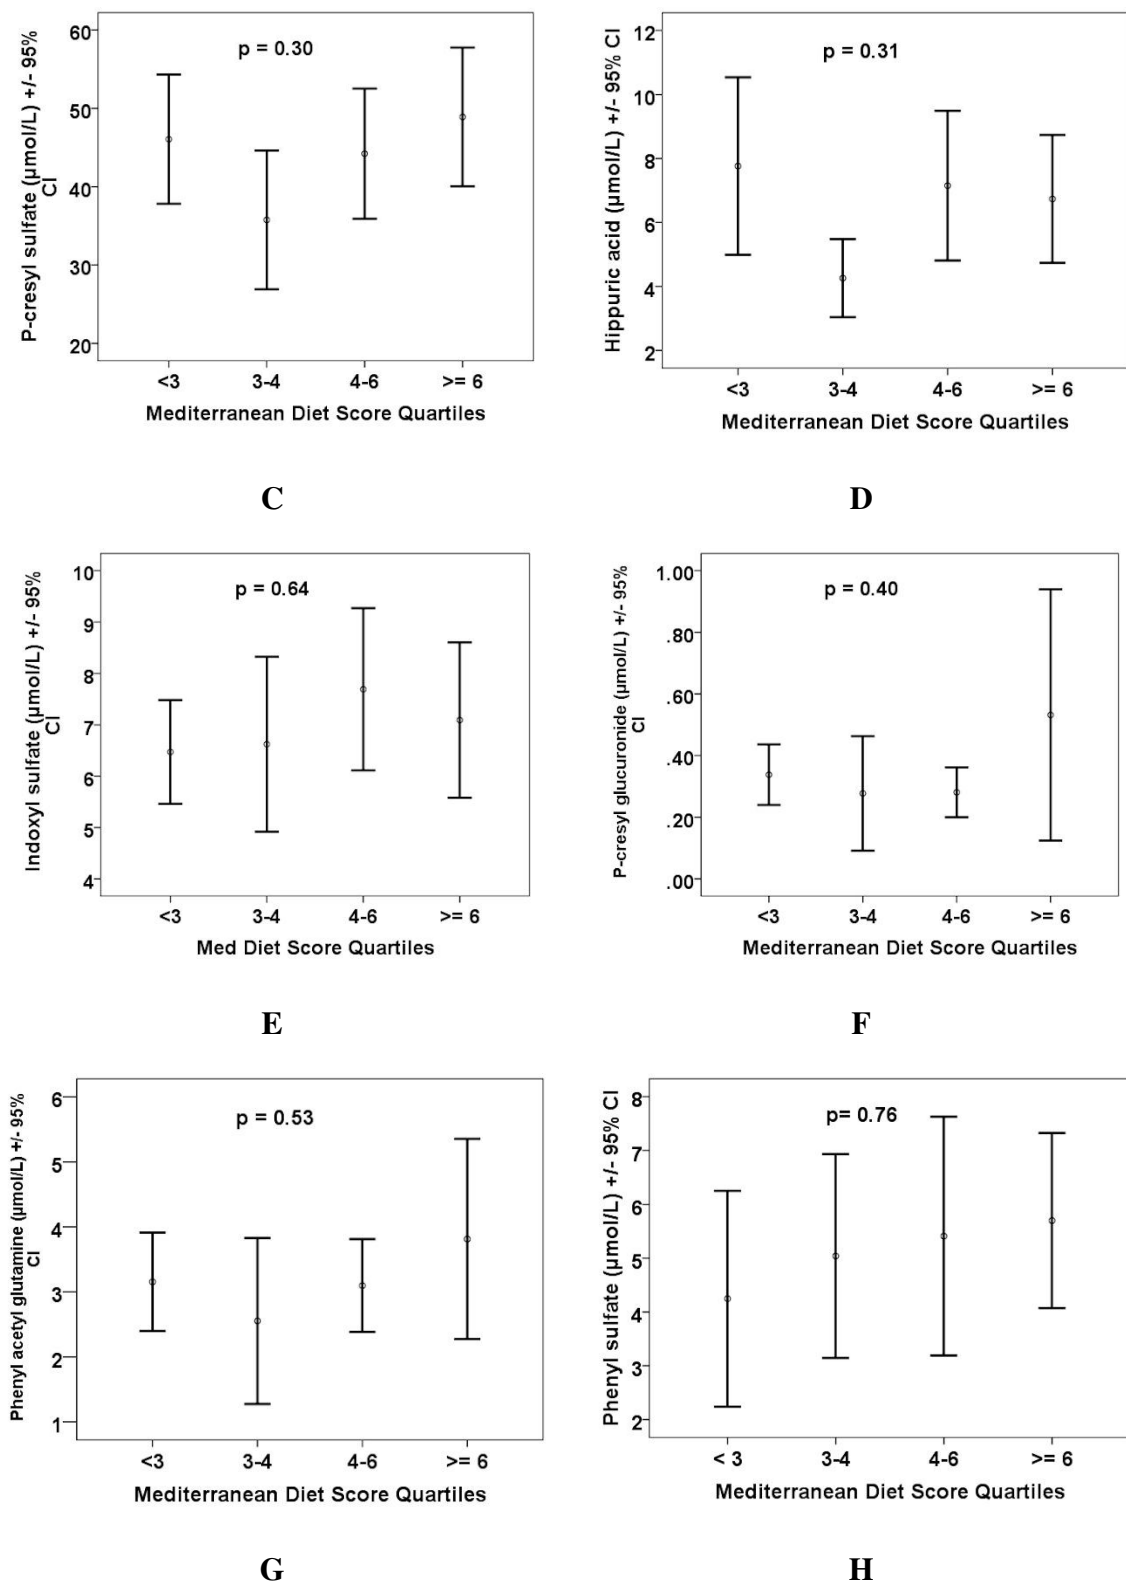 P-cresyl sulfate (μmol/L) +/- 95%
CI
60
50
40
30
20
p = 0.30
<3 3-4 4-6 >= 6
Mediterranean Diet Score Quartiles
Hippuric acid (μmol/L) +/- 95% CI
12
10
8
6
4
2
p = 0.31
<3 3-4 4-6 >= 6
Mediterranean Diet Score Quartiles
C D
Indoxyl sulfate (μmol/L) +/- 95%
CI
10
9
8
7
6
5
4
p = 0.64
<3 3-4 4-6 >= 6
Med Diet Score Quartiles
P-cresyl glucuronide (μmol/L) +/- 95%
CI
1.00
.80
.60
.40
.20
.00
p = 0.40
<3 3-4 4-6 >= 6
Mediterranean Diet Score Quartiles
E F
Phenyl acetyl glutamine (μmol/L) +/- 95%
CI
6
5
4
3
2
1
p = 0.53
<3 3-4 4-6 >= 6
Mediterranean Diet Score Quartiles
Phenyl sulfate (μmol/L) +/- 95% CI
8
7
6
5
4
3
2
p= 0.76
< 3 3-4 4-6 >= 6
Mediterranean Diet Score Quartiles
G H